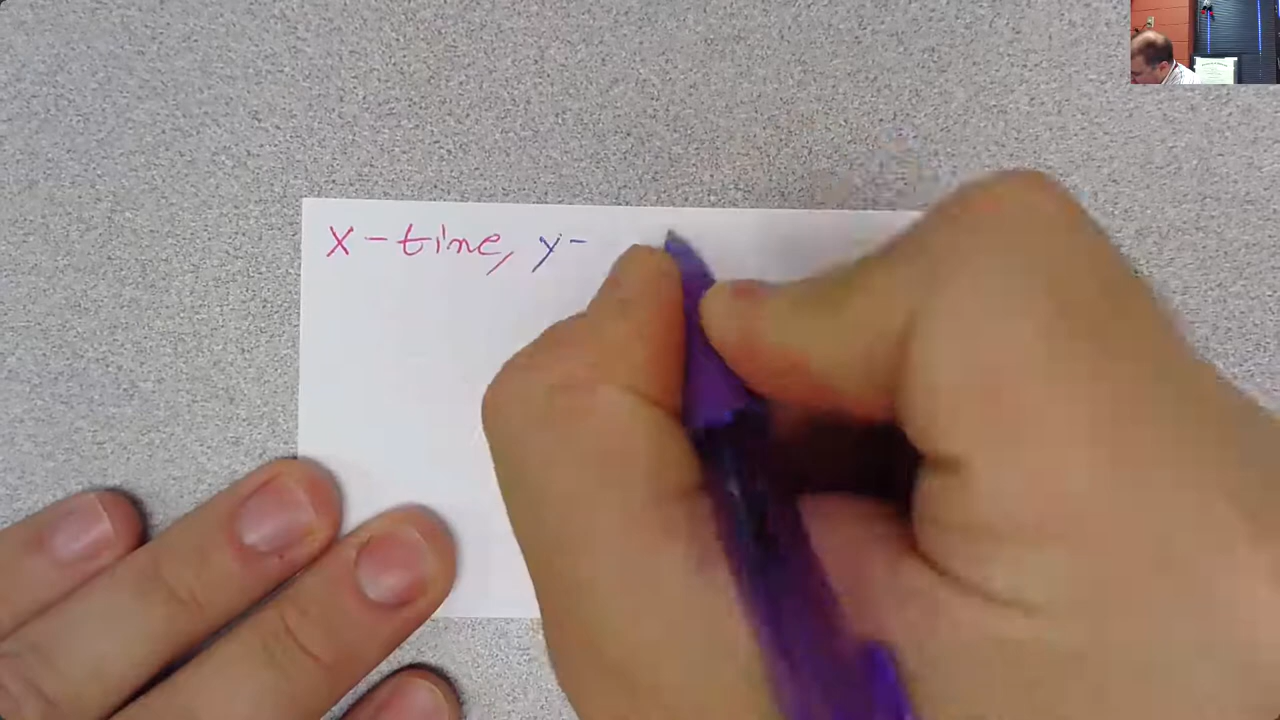 x - time, y -